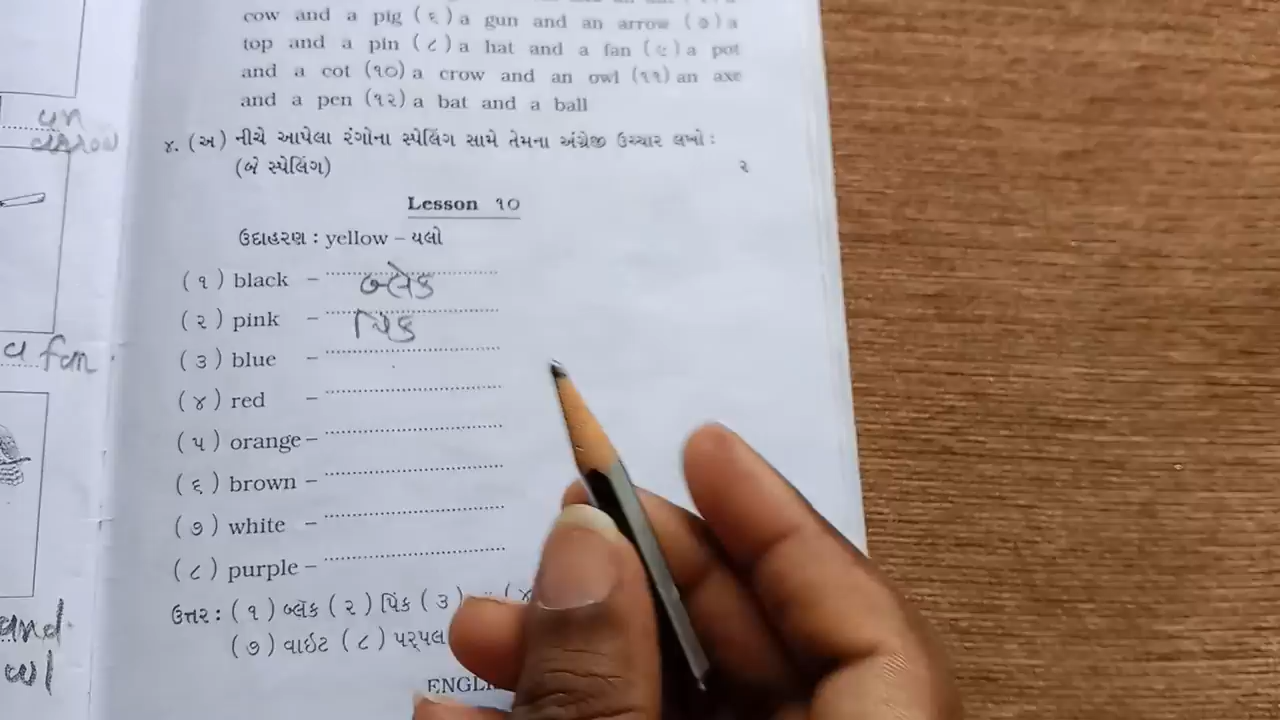 cow and a pig (૬) a gun and an arrow (૭) a
top and a pin (૮) a hat and a fan (૯) a pot
and a cot (૧૦) a crow and an owl (૧૧) an axe
and a pen (૧૨) a bat and a ball
૪. (અ) નીચે આપેલા રંગોના સ્પેલિંગ સામે તેમના અંગ્રેજી ઉચ્ચાર લખો :
(બે સ્પેલિંગ) ૨
Lesson ૧૦
ઉદાહરણ : yellow – યલો
(૧) black – બ્લેક
(૨) pink – પિંક
(૩) blue –
(૪) red –
(૫) orange –
(૬) brown –
(૭) white –
(૮) purple –
ઉત્તર : (૧) બ્લૅક (૨) પિંક (૩)
(૭) વાઇટ (૮) પર્પલ
an
arrow
a fan
and
owl